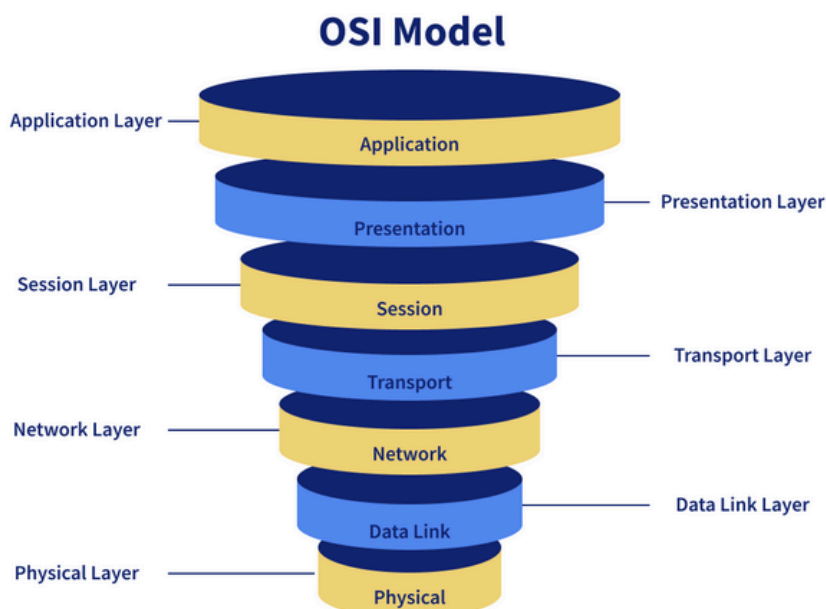 OSI Model
Application Layer
Application
Presentation Layer
Presentation
Session Layer
Session
Transport Layer
Transport
Network Layer
Network
Data Link Layer
Data Link
Physical Layer
Physical